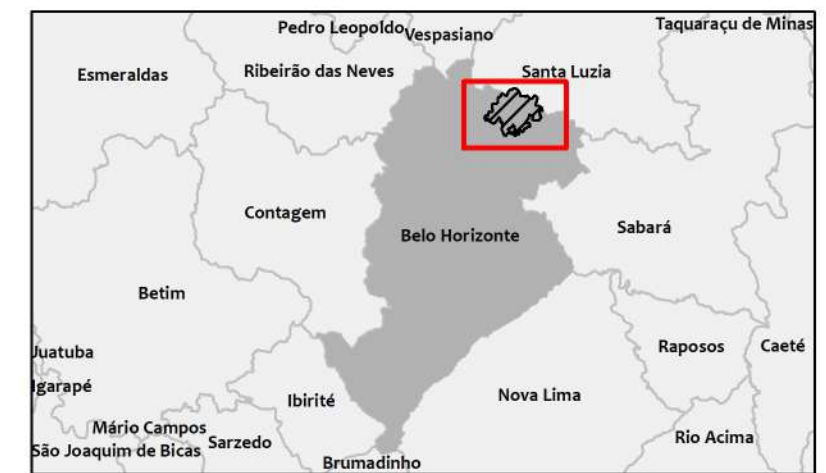 Pedro Leopoldo
Vespasiano
Taquaraçu de Minas
Esmeraldas
Ribeirão das Neves
Santa Luzia
Contagem
Belo Horizonte
Sabará
Betim
Juatuba
Raposos
Caeté
Igarapé
Ibirité
Nova Lima
Mário Campos
São Joaquim de Bicas
Sarzedo
Rio Acima
Brumadinho